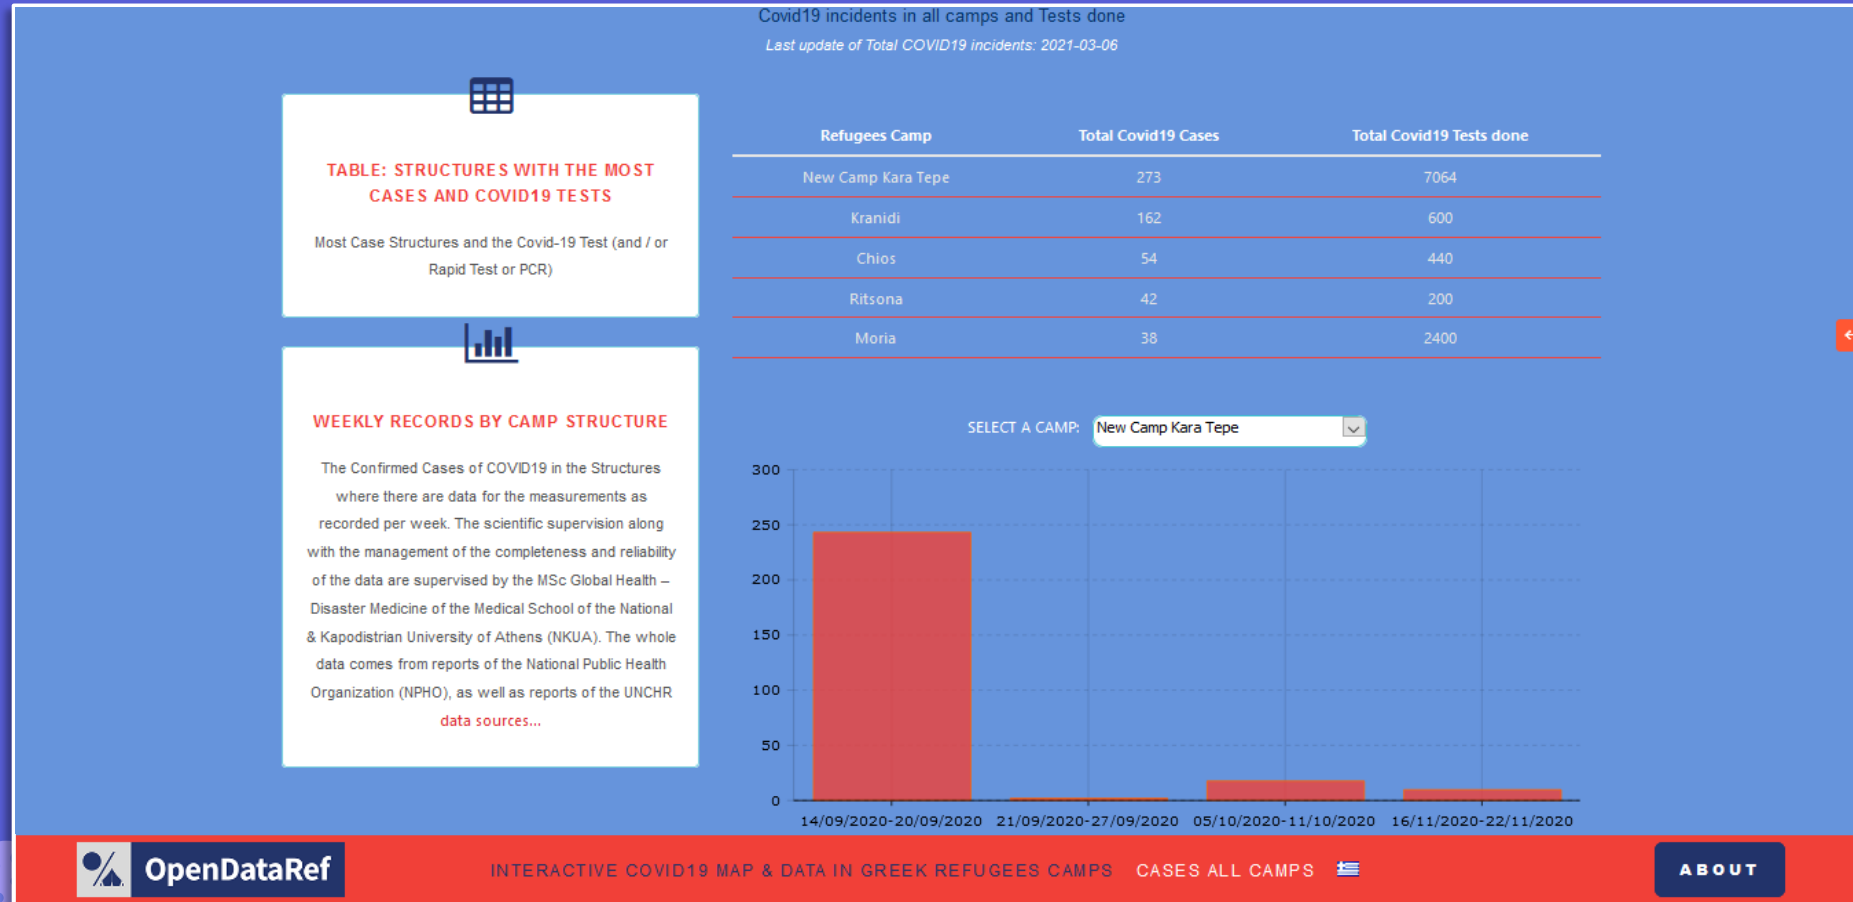 Covid19 incidents in all camps and Tests done
Last update of Total COVID19 incidents: 2021-03-06
TABLE: STRUCTURES WITH THE MOST
CASES AND COVID19 TESTS
Most Case Structures and the Covid-19 Test (and / or
Rapid Test or PCR)
WEEKLY RECORDS BY CAMP STRUCTURE
The Confirmed Cases of COVID19 in the Structures
where there are data for the measurements as
recorded per week. The scientific supervision along
with the management of the completeness and reliability
of the data are supervised by the MSc Global Health –
Disaster Medicine of the Medical School of the National
& Kapodistrian University of Athens (NKUA). The whole
data comes from reports of the National Public Health
Organization (NPHO), as well as reports of the UNCHR
data sources...
Refugees Camp Total Covid19 Cases Total Covid19 Tests done
New Camp Kara Tepe 273 7064
Kranidi 162 600
Chios 54 440
Ritsona 42 200
Moria 38 2400
SELECT A CAMP: New Camp Kara Tepe
300
250
200
150
100
50
0
14/09/2020-20/09/2020 21/09/2020-27/09/2020 05/10/2020-11/10/2020 16/11/2020-22/11/2020
OpenDataRef INTERACTIVE COVID19 MAP & DATA IN GREEK REFUGEES CAMPS CASES ALL CAMPS ABOUT